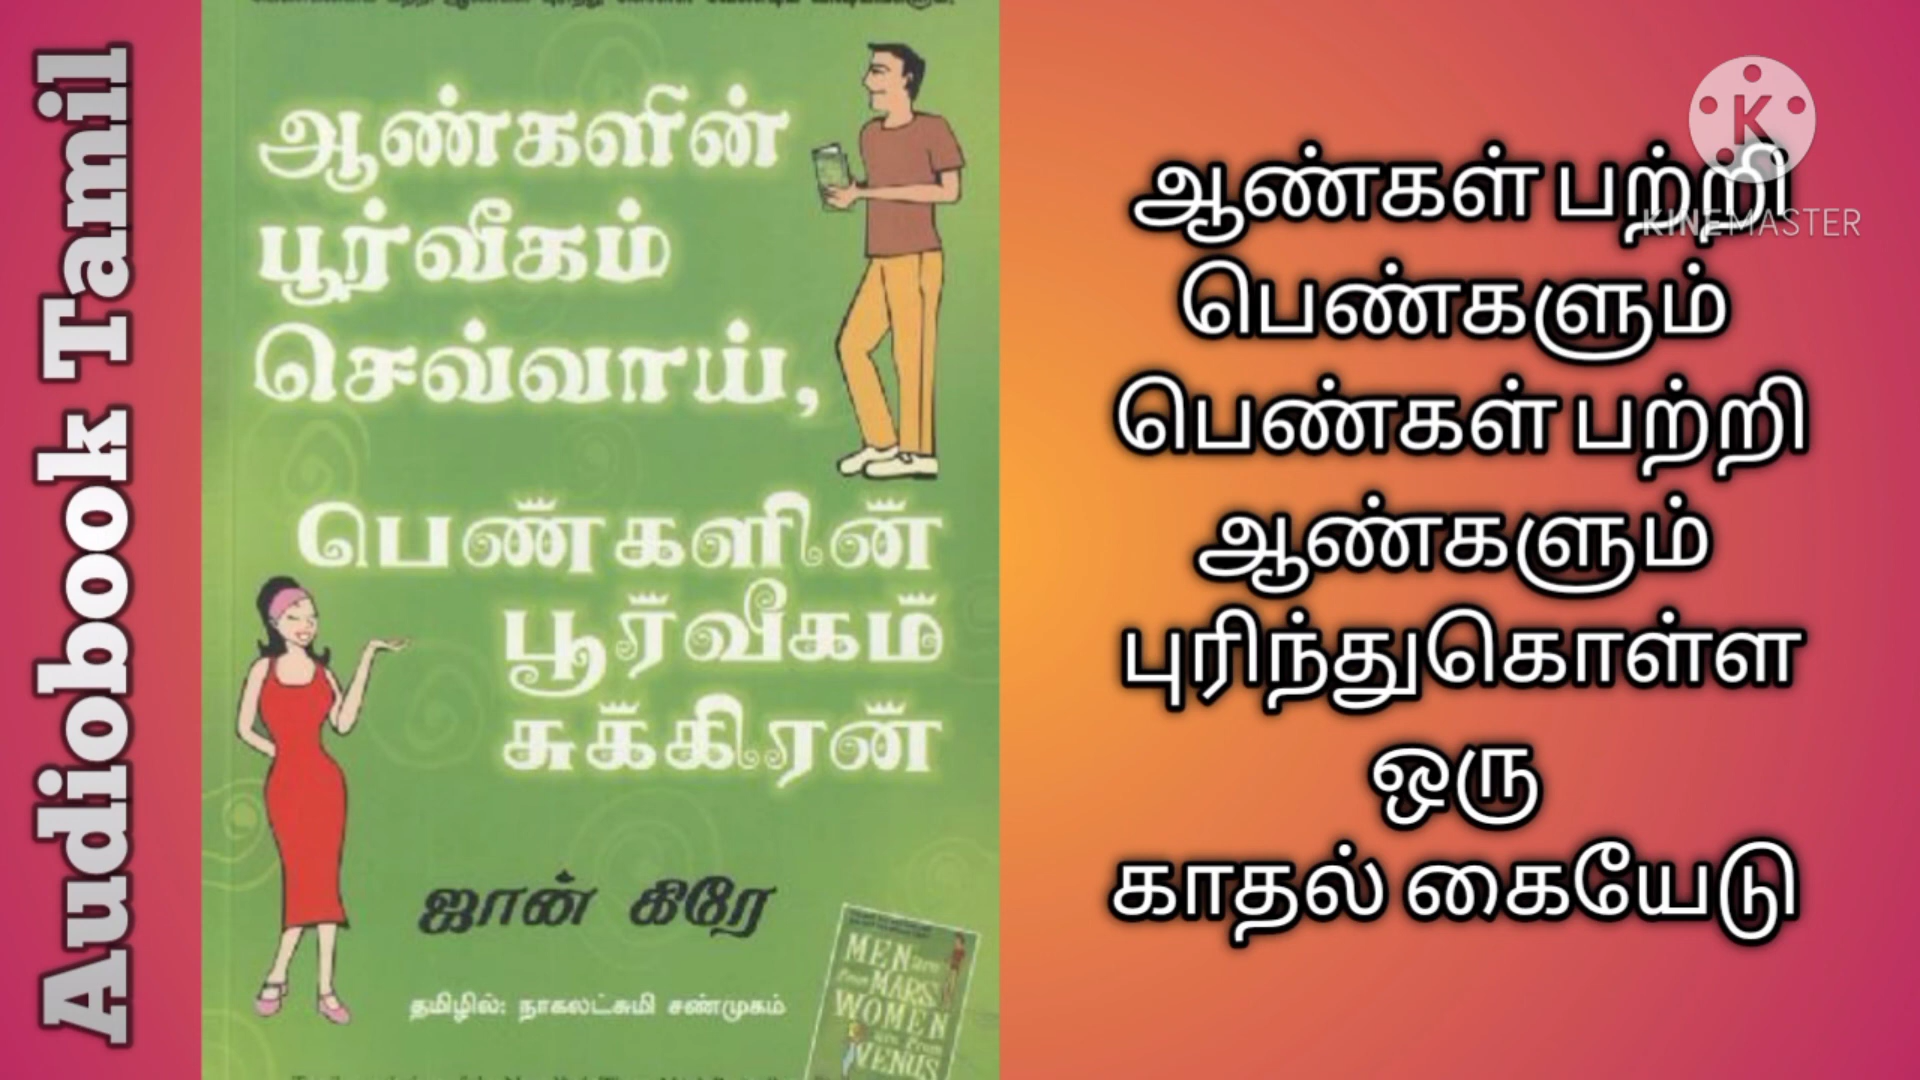 Audiobook Tamil
ஆண்களின்
பூர்வீகம்
செவ்வாய்,
பெண்களின்
பூர்வீகம்
சுக்கிரன்
ஜான் கிரே
தமிழில்: நாகலட்சுமி சண்முகம்
MEN are
from MARS
WOMEN
are from
VENUS
K
KINEMASTER
ஆண்கள் பற்றி
பெண்களும்
பெண்கள் பற்றி
ஆண்களும்
புரிந்துகொள்ள
ஒரு
காதல் கையேடு